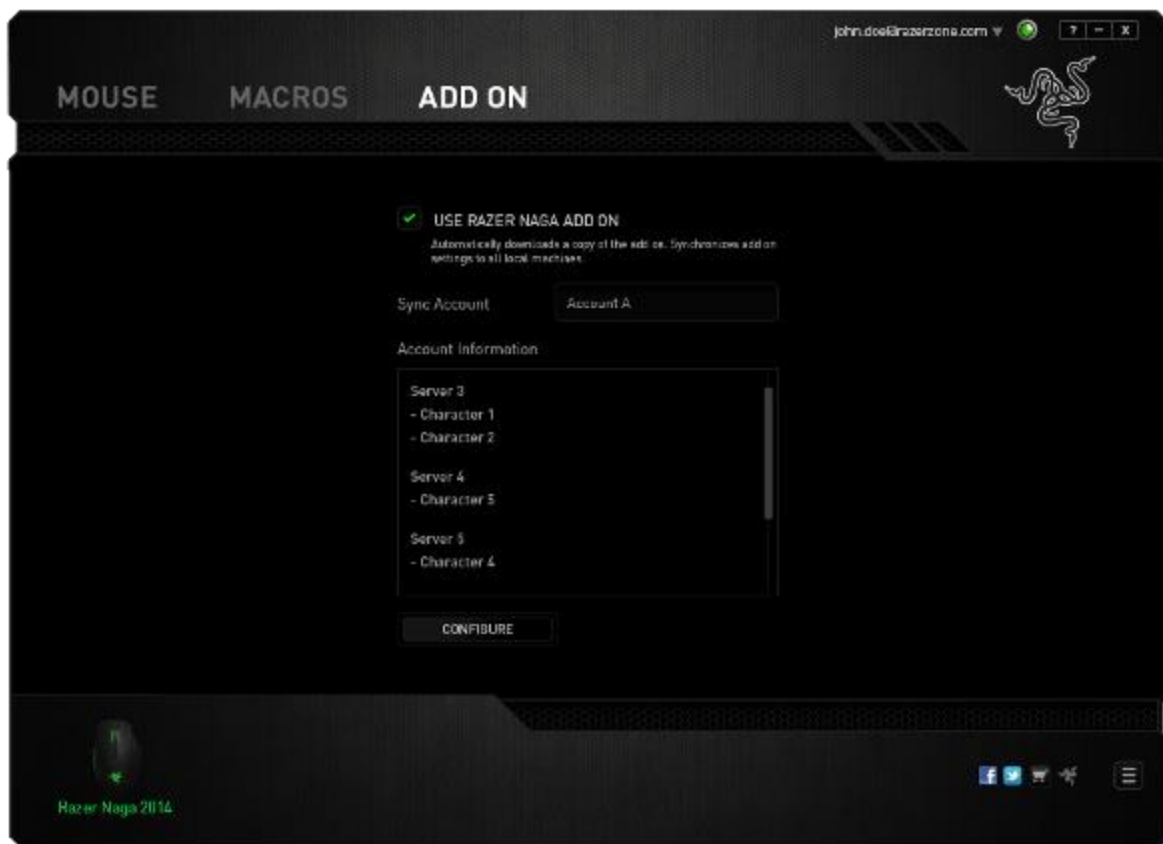 john.doe@razerzone.com
? - X
MOUSE MACROS ADD ON
USE RAZER NAGA ADD ON
Automatically downloads a copy of the add on. Synchronizes add on
settings to all local machines.
Sync Account Account A
Account Information
Server 3
- Character 1
- Character 2
Server 4
- Character 5
Server 5
- Character 4
CONFIGURE
Razer Naga 2014